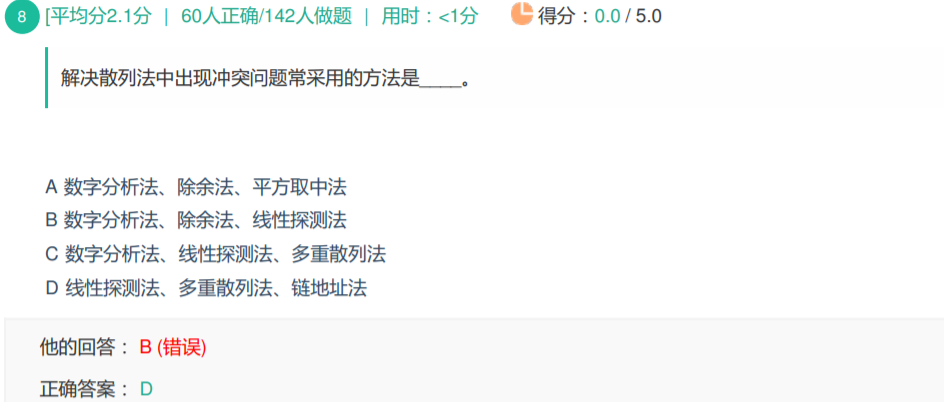 8 [平均分2.1分 | 60人正确/142人做题 | 用时：<1分 得分：0.0 / 5.0
解决散列法中出现冲突问题常采用的方法是____。
A 数字分析法、除余法、平方取中法
B 数字分析法、除余法、线性探测法
C 数字分析法、线性探测法、多重散列法
D 线性探测法、多重散列法、链地址法
他的回答： B (错误)
正确答案： D